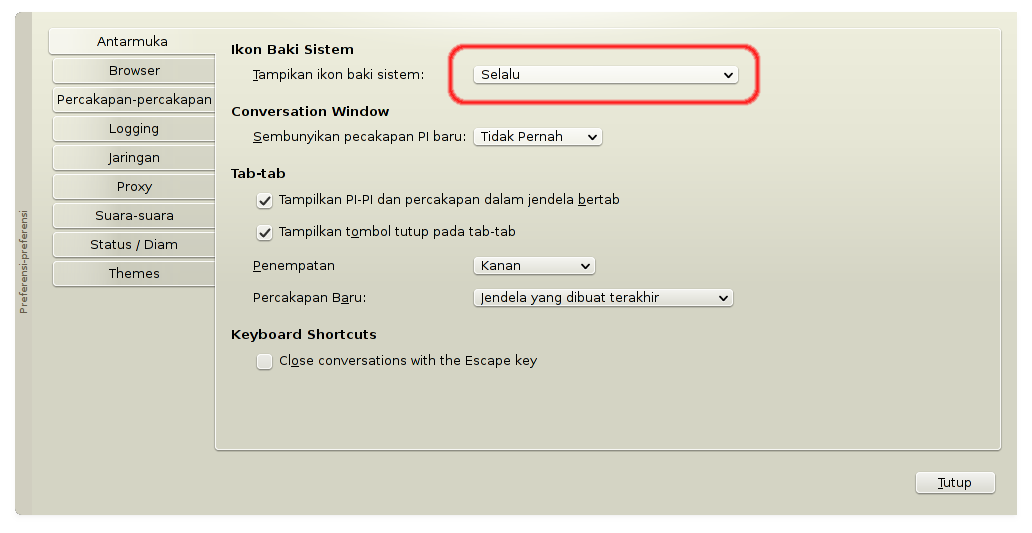 Preferensi-preferensi
Antarmuka
Browser
Percakapan-percakapan
Logging
Jaringan
Proxy
Suara-suara
Status / Diam
Themes
Ikon Baki Sistem
Tampikan ikon baki sistem: Selalu
Conversation Window
Sembunyikan pecakapan PI baru: Tidak Pernah
Tab-tab
Tampilkan PI-PI dan percakapan dalam jendela bertab
Tampilkan tombol tutup pada tab-tab
Penempatan Kanan
Percakapan Baru: Jendela yang dibuat terakhir
Keyboard Shortcuts
Close conversations with the Escape key
Tutup